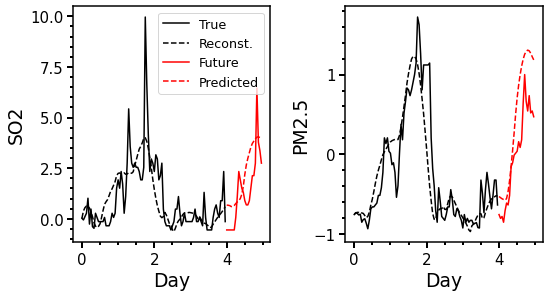 SO2
10.0
7.5
5.0
2.5
0.0
0 2 4
Day
True
Reconst.
Future
Predicted
PM2.5
1
0
−1
0 2 4
Day